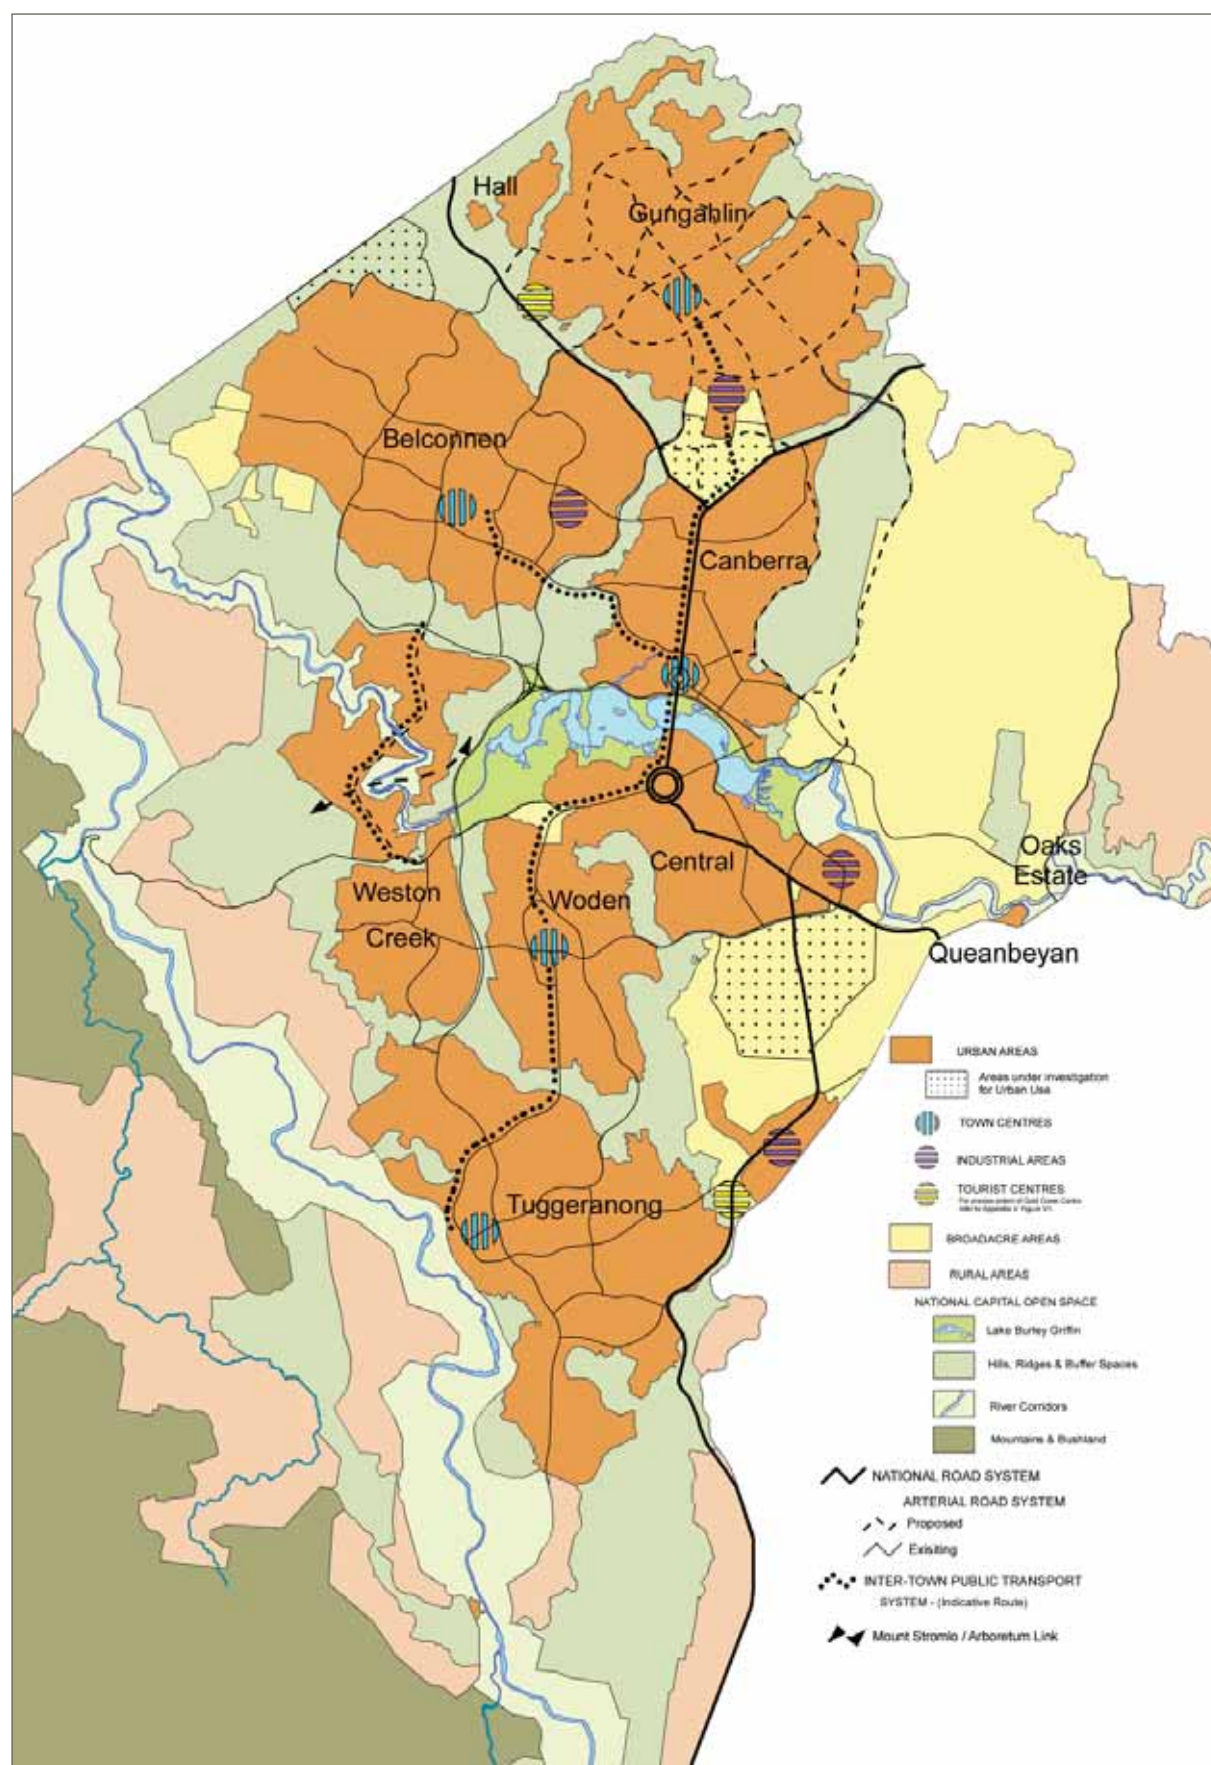 Hall
Gungahlin
Belconnen
Canberra
Oaks
Estate
Central
Weston
Creek
Woden
Queanbeyan
Tuggeranong
URBAN AREAS
Areas under investigation
for Urban Use
TOWN CENTRES
INDUSTRIAL AREAS
TOURIST CENTRES
BROADACRE AREAS
RURAL AREAS
NATIONAL CAPITAL OPEN SPACE
Lake Burley Griffin
Hills, Ridges & Buffer Spaces
River Corridors
Mountains & Bushland
NATIONAL ROAD SYSTEM
ARTERIAL ROAD SYSTEM
Proposed
Exisiting
INTER-TOWN PUBLIC TRANSPORT
SYSTEM - (Indicative Route)
Mount Stromlo / Arboretum Link